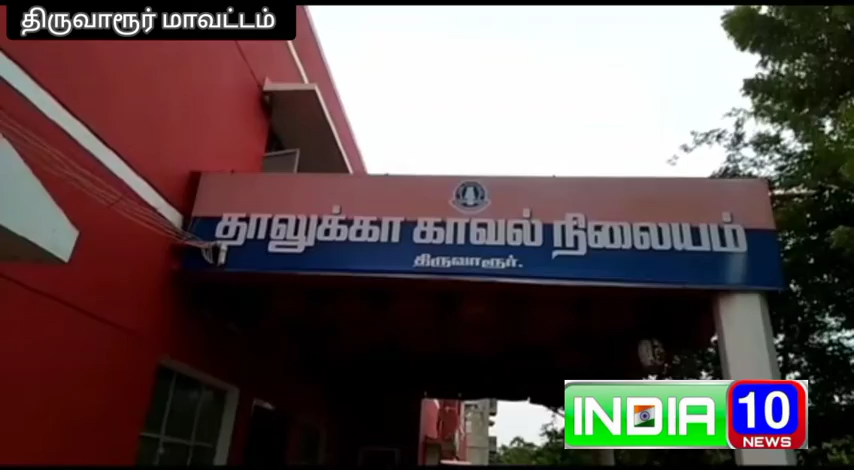 திருவாரூர் மாவட்டம்
தாலுக்கா காவல் நிலையம்
திருவாரூர்.
INDIA 10
NEWS